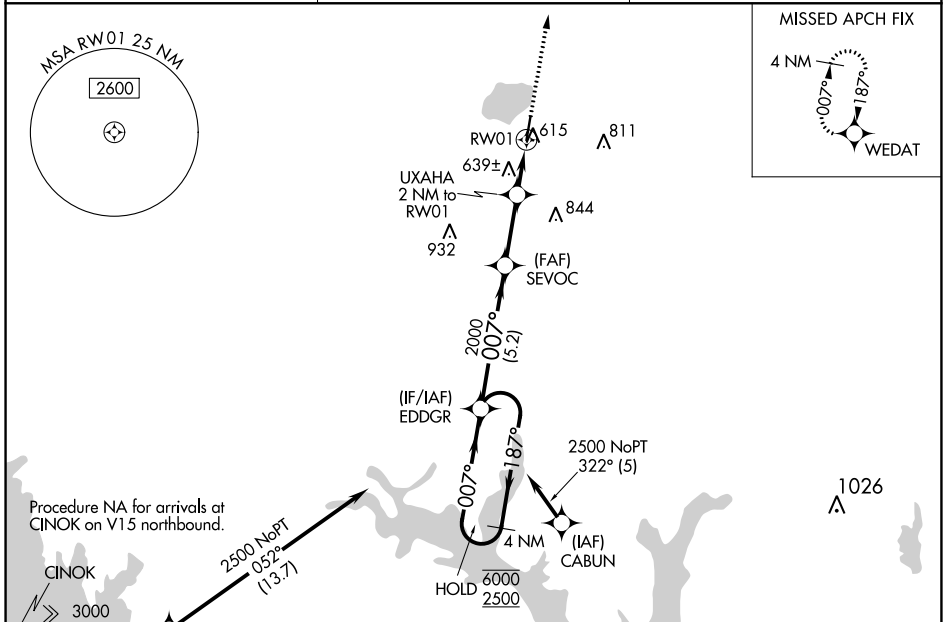 MSA RW01 25 NM
2600
MISSED APCH FIX
4 NM
007°
187°
WEDAT
RW01
615
811
639±
UXAHA
2 NM to
RW01
844
932
(FAF)
SEVOC
2000
007°
(5.2)
(IF/IAF)
EDDGR
187°
007°
2500 NoPT
322° (5)
1026
Procedure NA for arrivals at
CINOK on V15 northbound.
2500 NoPT
052°
(13.7)
4 NM
(IAF)
CABUN
HOLD
6000
2500
CINOK
3000